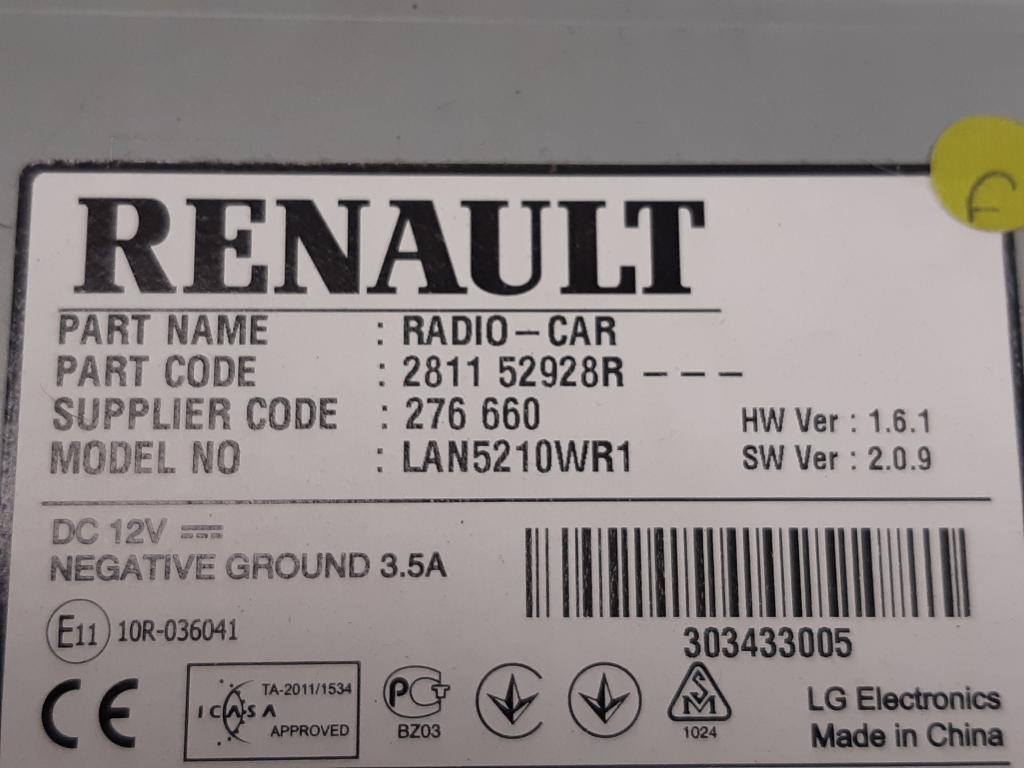 RENAULT
PART NAME : RADIO-CAR
PART CODE : 2811 52928R ---
SUPPLIER CODE : 276 660
MODEL NO : LAN5210WR1
HW Ver : 1.6.1
SW Ver : 2.0.9
DC 12V
NEGATIVE GROUND 3.5A
E11 10R-036041
303433005
CE
TA-2011/1534
ICASA
APPROVED
PCT
BZ03
SM
1024
LG Electronics
Made in China